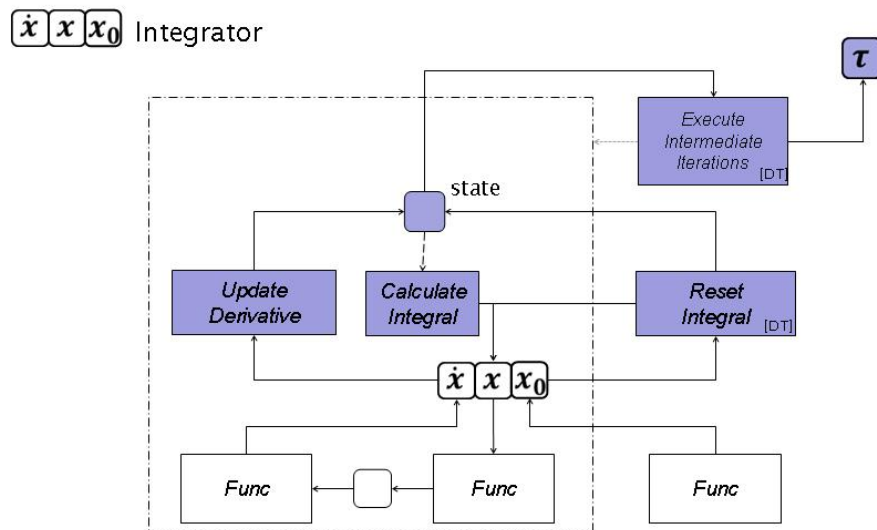 ẋ x x₀ Integrator
τ
Execute
Intermediate
Iterations
[DT]
state
Update
Derivative
Calculate
Integral
Reset
Integral
[DT]
ẋ x x₀
Func
Func
Func